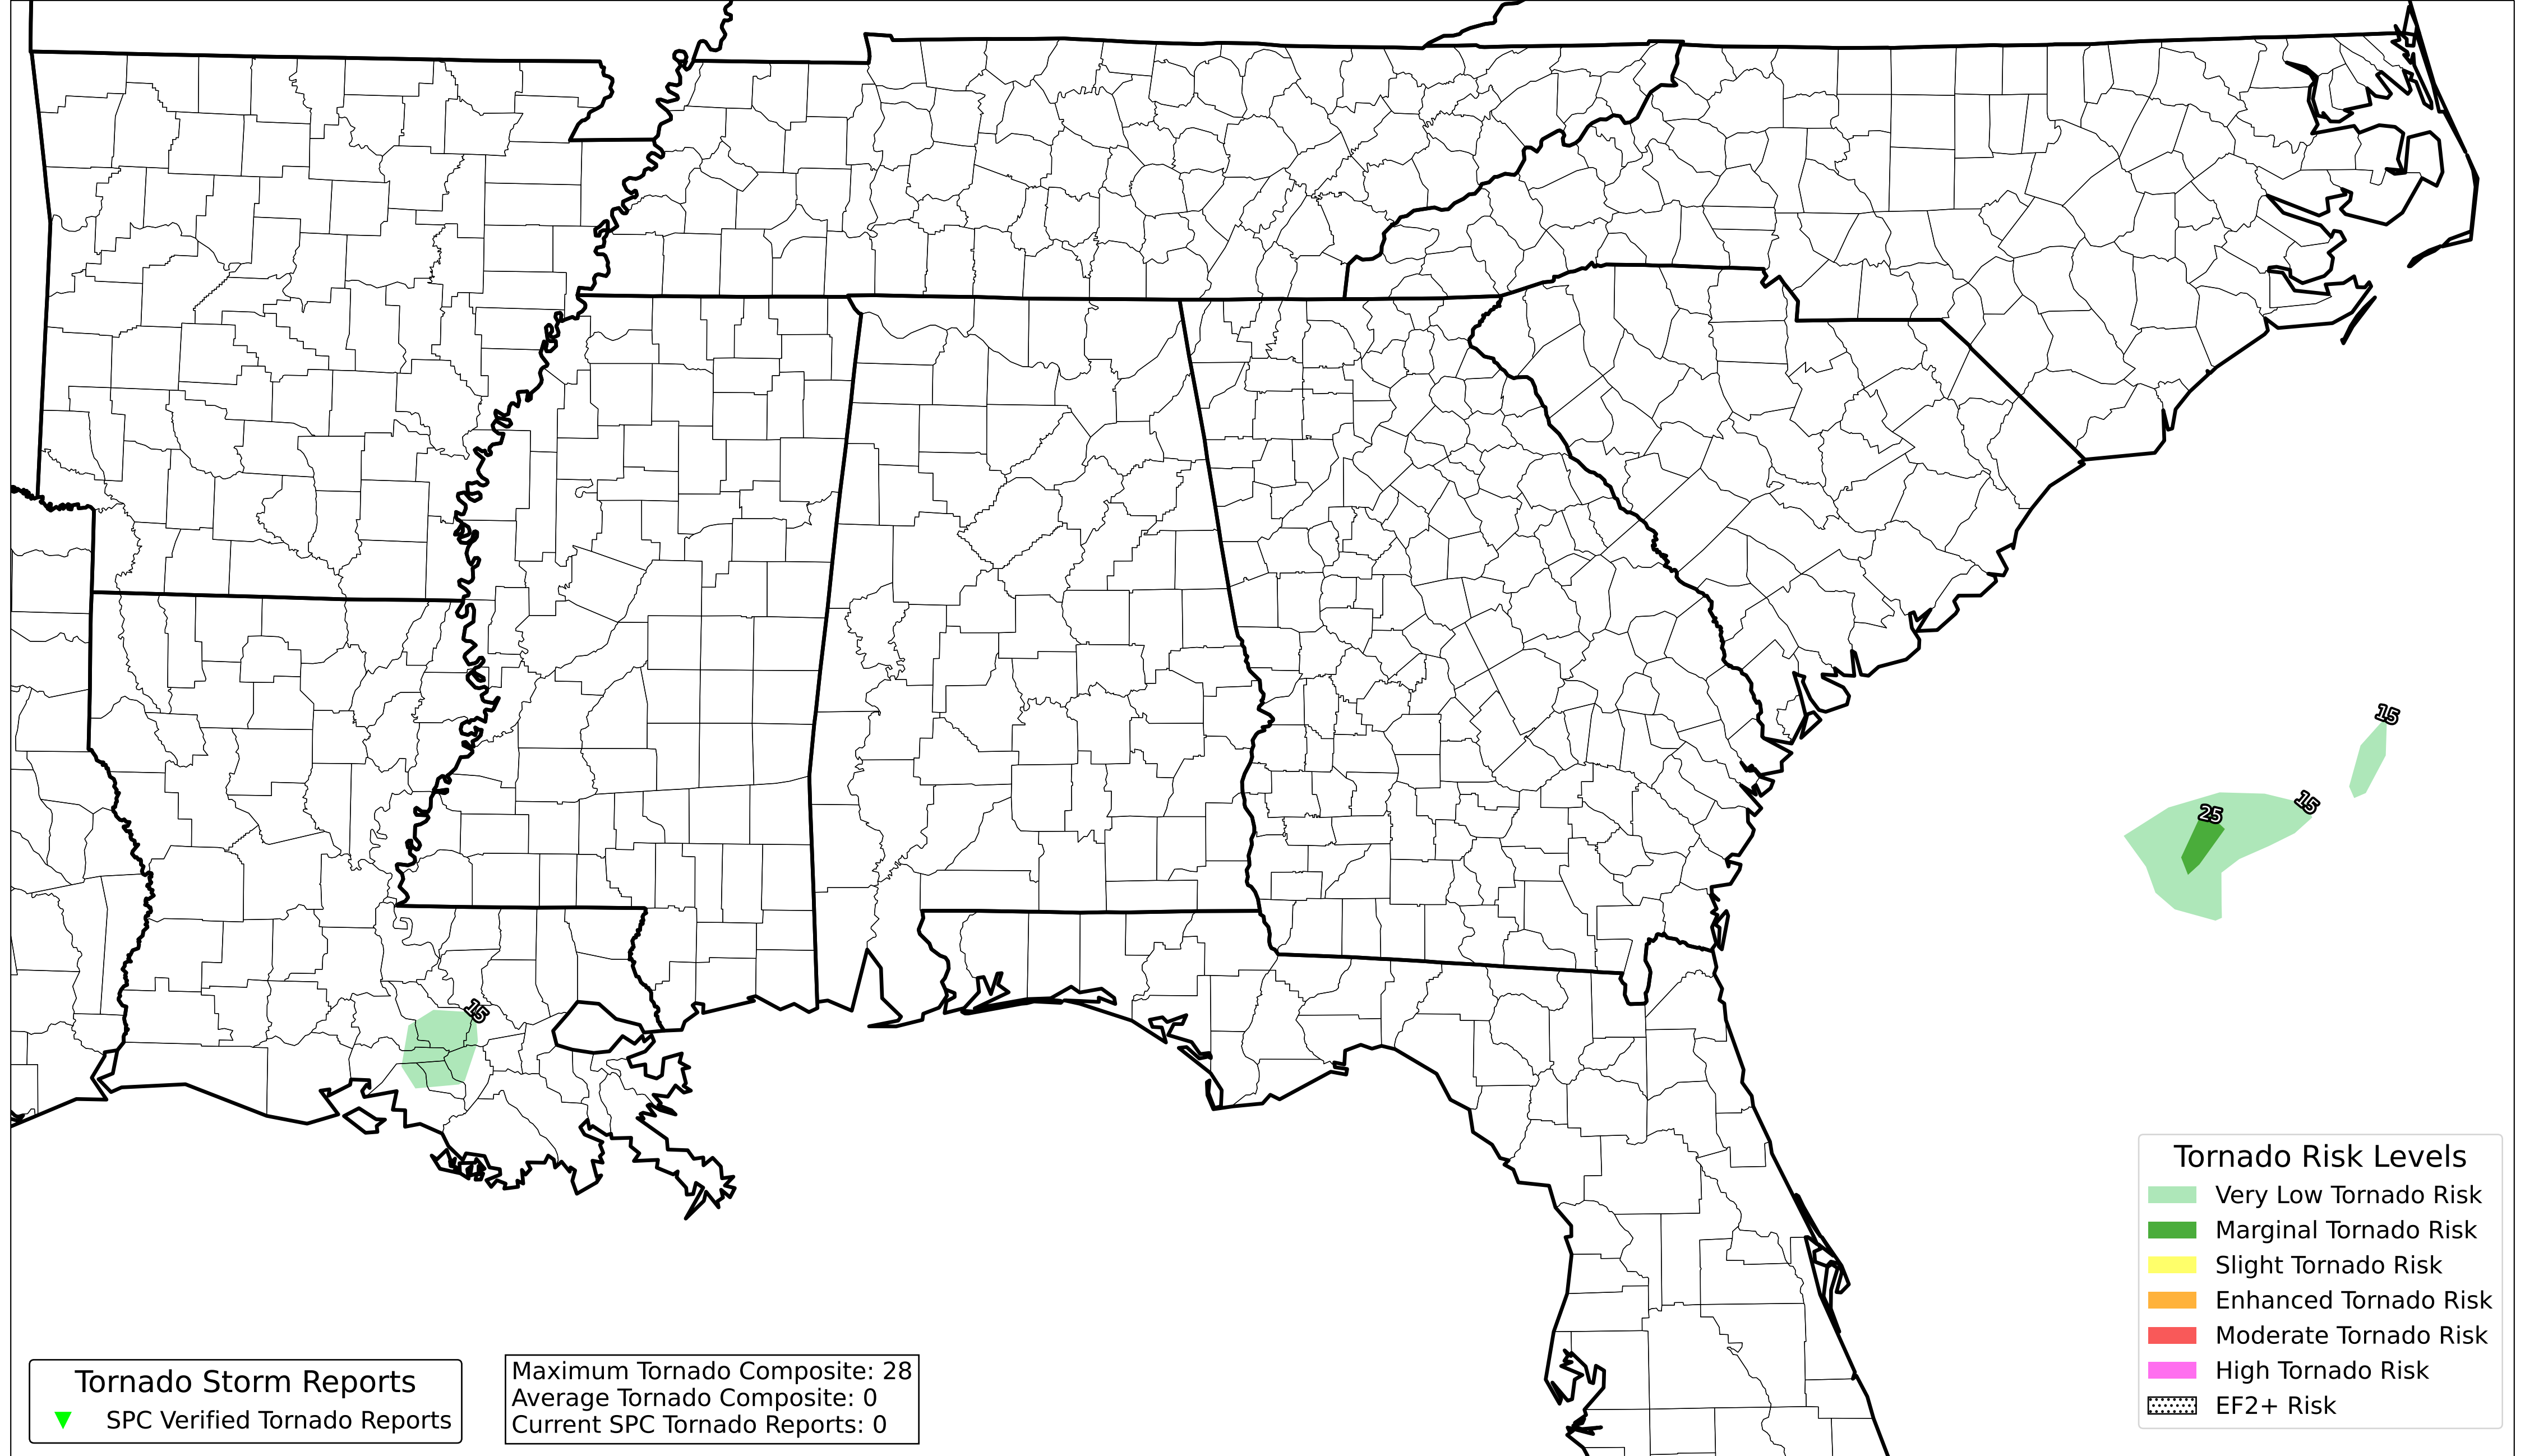 15
15
25
15
Tornado Risk Levels
Very Low Tornado Risk
Marginal Tornado Risk
Slight Tornado Risk
Enhanced Tornado Risk
Moderate Tornado Risk
High Tornado Risk
EF2+ Risk
Tornado Storm Reports
SPC Verified Tornado Reports
Maximum Tornado Composite: 28
Average Tornado Composite: 0
Current SPC Tornado Reports: 0